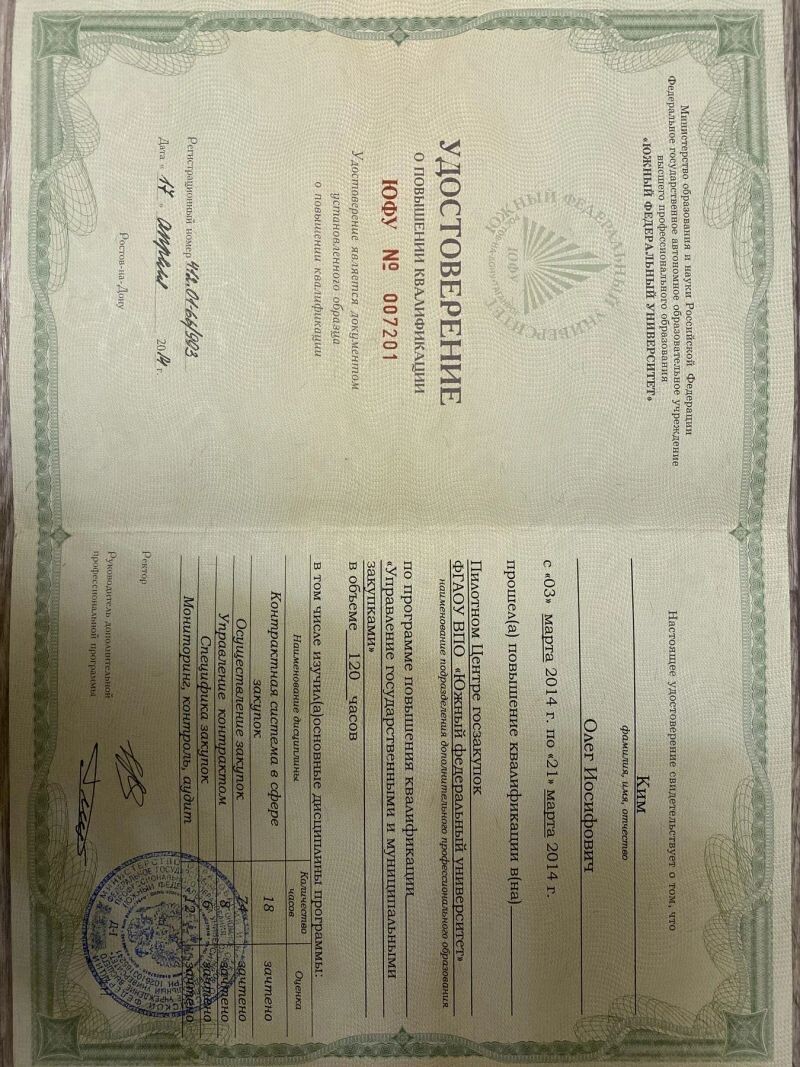 Министерство образования и науки Российской Федерации
Федеральное государственное автономное образовательное учреждение
высшего профессионального образования
«ЮЖНЫЙ ФЕДЕРАЛЬНЫЙ УНИВЕРСИТЕТ»
ЮЖНЫЙ ФЕДЕРАЛЬНЫЙ УНИВЕРСИТЕТ
ЮФУ
УДОСТОВЕРЕНИЕ
О ПОВЫШЕНИИ КВАЛИФИКАЦИИ
ЮФУ № 007201
Удостоверение является документом
установленного образца
о повышении квалификации
Регистрационный номер
Дата «17» апреля 2014 г.
Ростов-на-Дону
Настоящее удостоверение свидетельствует о том, что
Ким
фамилия, имя, отчество
Олег Иосифович
с «03» марта 2014 г. по «21» марта 2014 г.
прошел(а) повышение квалификации в(на)
Пилотном Центре госзакупок
ФГАОУ ВПО «Южный федеральный университет»
наименование подразделения дополнительного профессионального образования
по программе повышения квалификации
«Управление государственными и муниципальными
закупками»
в объеме 120 часов
в том числе изучил(а)основные дисциплины программы:
Наименование дисциплины Количество часов Оценка
Контрактная система в сфере закупок 18 зачтено
Осуществление закупок 74 зачтено
Управление контрактом 8 зачтено
Специфика закупок 6 зачтено
Мониторинг, контроль, аудит 12 зачтено
Ректор
Руководитель дополнительной
профессиональной программы